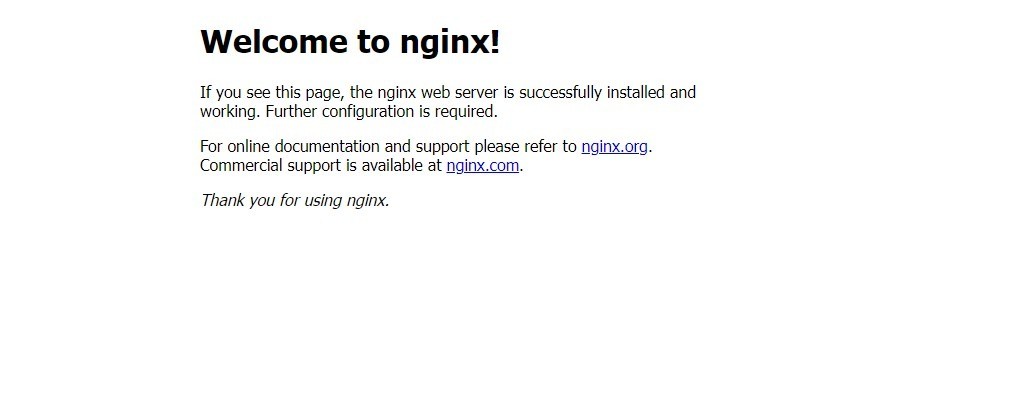 Welcome to nginx!
If you see this page, the nginx web server is successfully installed and
working. Further configuration is required.
For online documentation and support please refer to nginx.org.
Commercial support is available at nginx.com.
Thank you for using nginx.